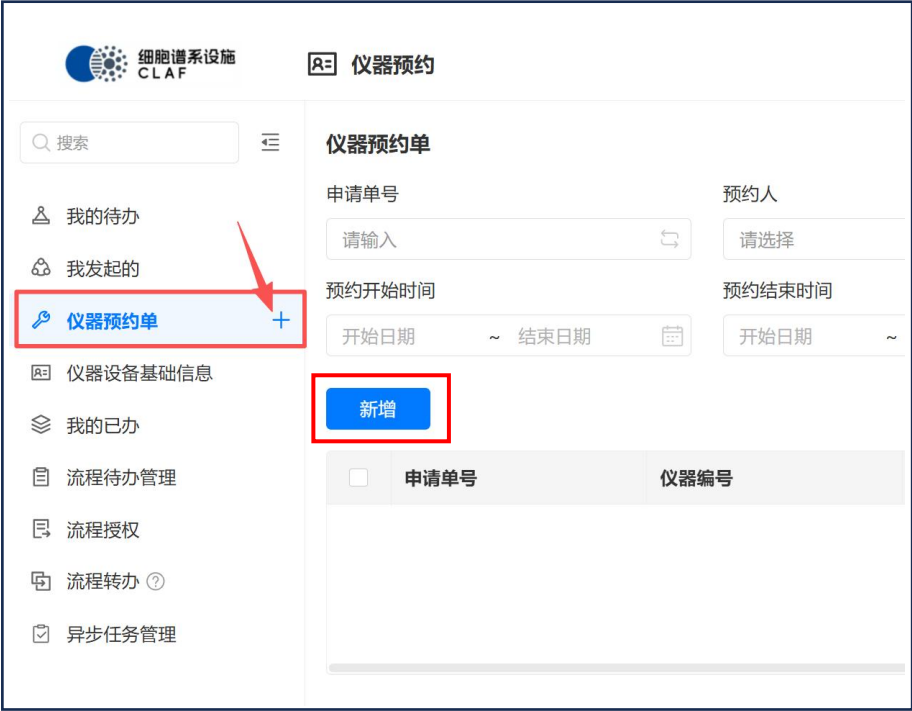 细胞谱系设施
CLAF
仪器预约
搜索
我的待办
我发起的
仪器预约单
仪器设备基础信息
我的已办
流程待办管理
流程授权
流程转办
异步任务管理
仪器预约单
申请单号
预约人
请输入
请选择
预约开始时间
预约结束时间
开始日期 ~ 结束日期
开始日期 ~
新增
申请单号 仪器编号